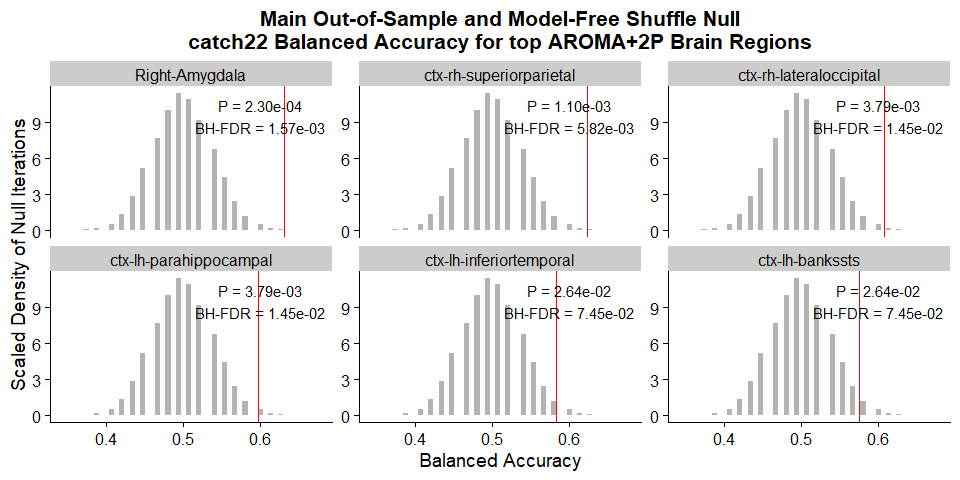 Main Out-of-Sample and Model-Free Shuffle Null
catch22 Balanced Accuracy for top AROMA+2P Brain Regions
Scaled Density of Null Iterations
Right-Amygdala
P = 2.30e-04
BH-FDR = 1.57e-03
9
6
3
0
ctx-rh-superiorparietal
P = 1.10e-03
BH-FDR = 5.82e-03
9
6
3
0
ctx-rh-lateraloccipital
P = 3.79e-03
BH-FDR = 1.45e-02
9
6
3
0
ctx-lh-parahippocampal
P = 3.79e-03
BH-FDR = 1.45e-02
9
6
3
0
0.4 0.5 0.6
ctx-lh-inferiortemporal
P = 2.64e-02
BH-FDR = 7.45e-02
9
6
3
0
0.4 0.5 0.6
ctx-lh-bankssts
P = 2.64e-02
BH-FDR = 7.45e-02
9
6
3
0
0.4 0.5 0.6
Balanced Accuracy